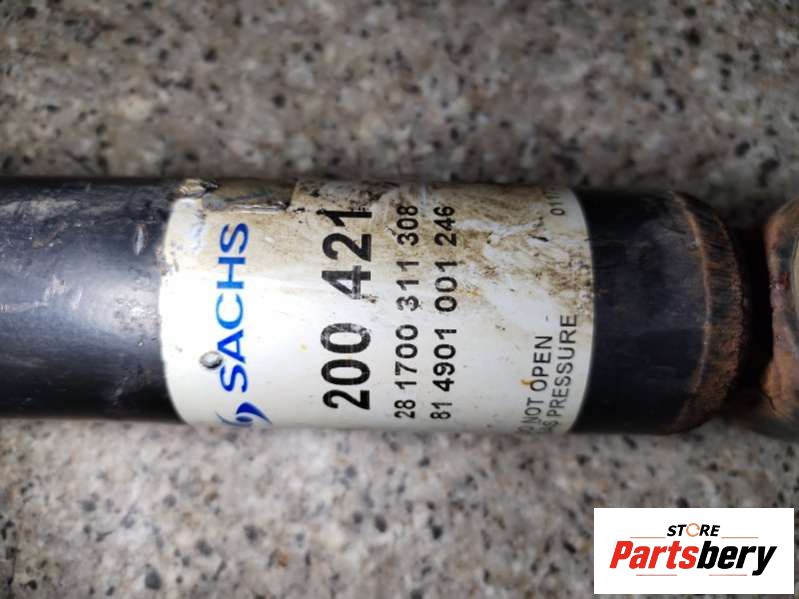 SACHS
200 421
28 1700 311 308
81 4901 001 246
NOT OPEN
PRESSURE
STORE
Partsbery